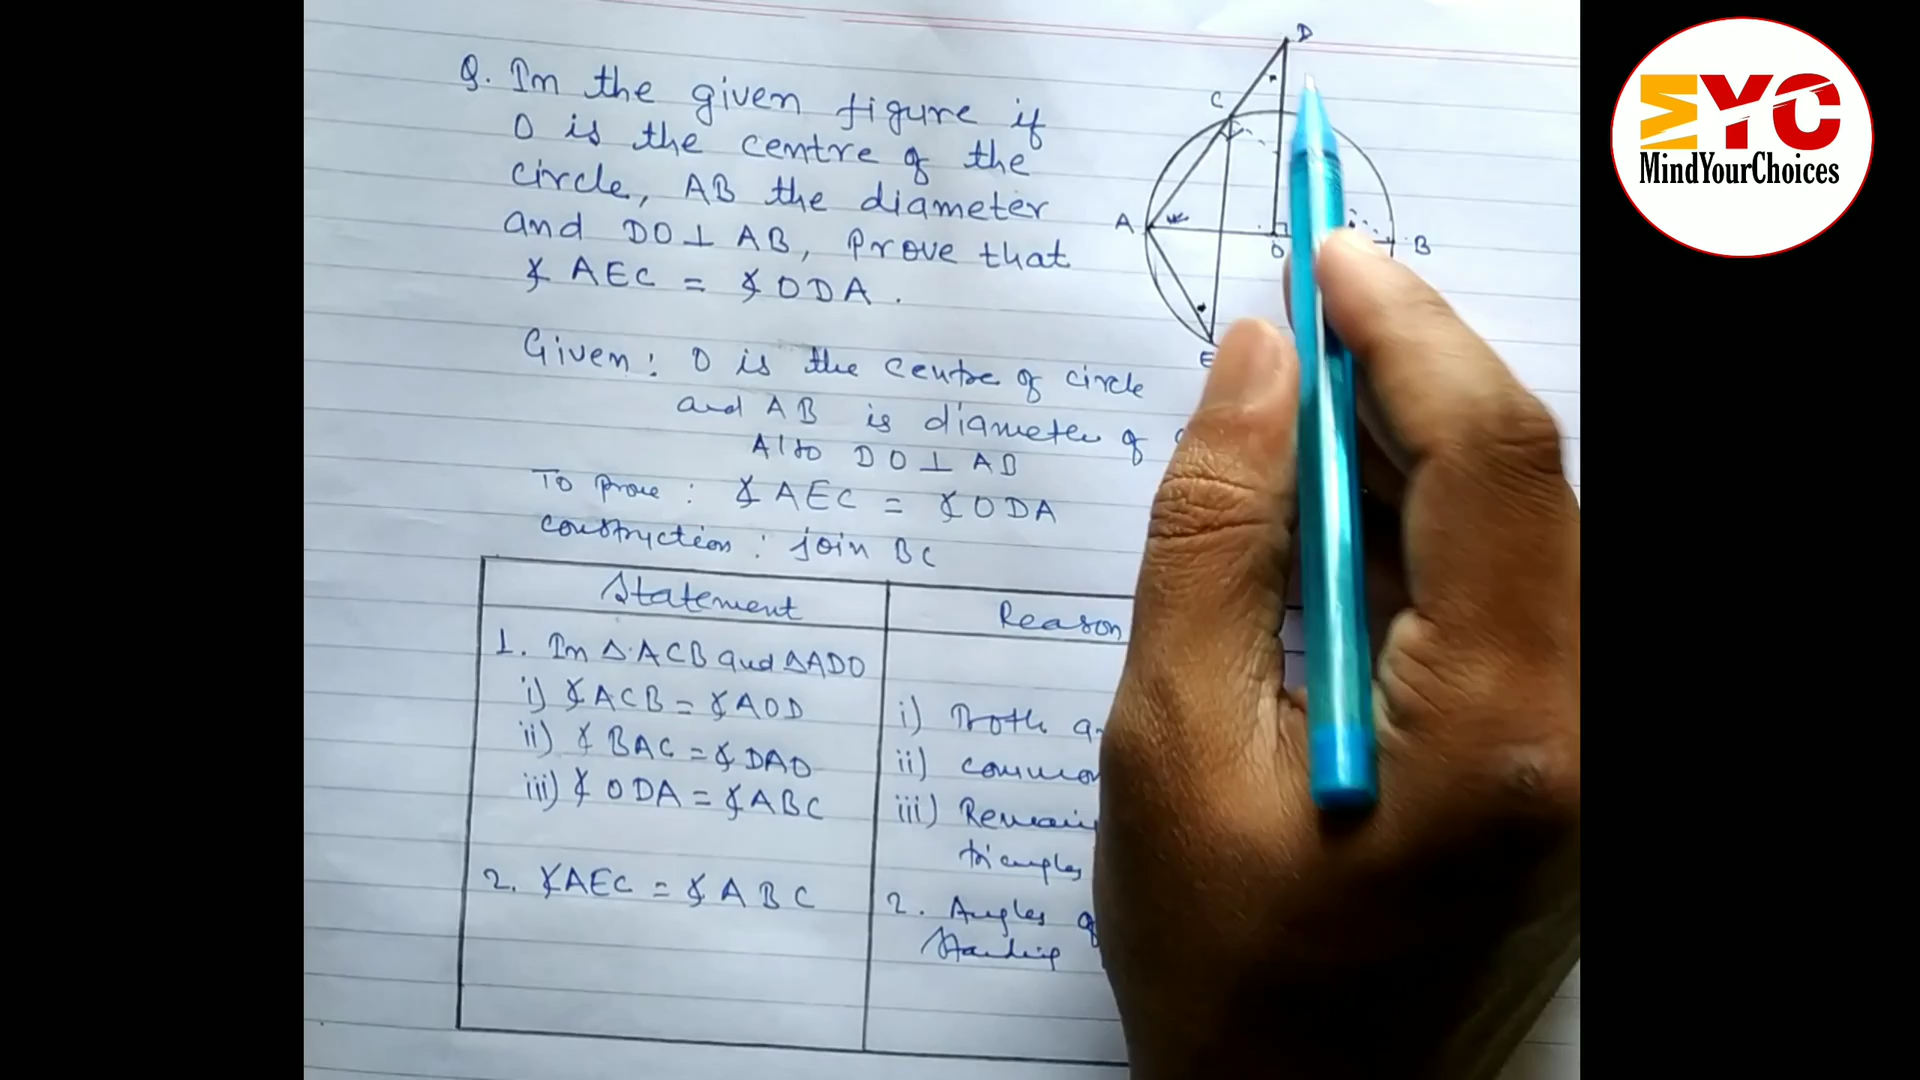 Q. In the given figure if
O is the centre of the
circle, AB the diameter
and DO⊥AB, Prove that
∡AEC = ∡ODA.
Given: O is the centre of circle
and AB is diameter of
Also DO⊥AB
To prove: ∡AEC = ∡ODA
construction: join BC
Statement
Reason
1. In ∆ACB and ∆ADO
i) ∡ACB = ∡AOD
i) Both
ii) ∡BAC = ∡DAO
ii) common
iii) ∡ODA = ∡ABC
iii) Remain
triangles
2. ∡AEC = ∡ABC
2. Angles
standing
D
C
A
O
B
E
MYC
MindYourChoices